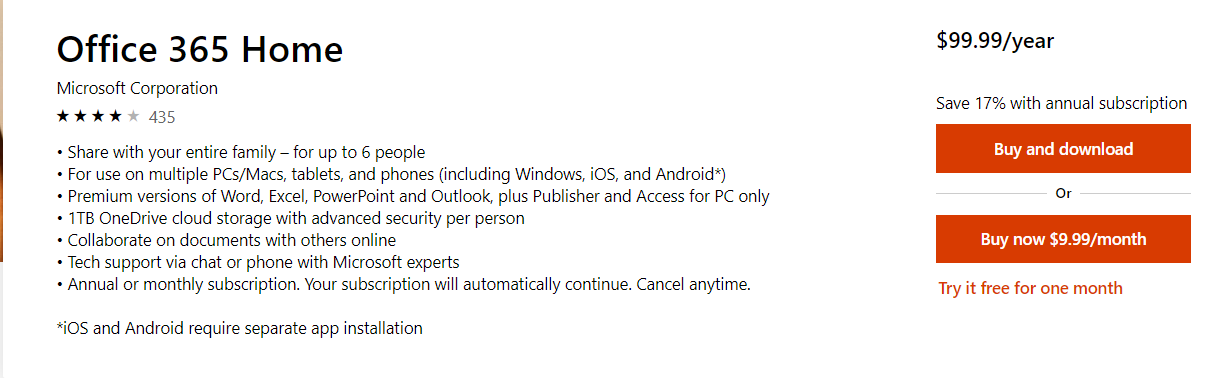 Office 365 Home
Microsoft Corporation
★★★★★ 435
• Share with your entire family – for up to 6 people
• For use on multiple PCs/Macs, tablets, and phones (including Windows, iOS, and Android*)
• Premium versions of Word, Excel, PowerPoint and Outlook, plus Publisher and Access for PC only
• 1TB OneDrive cloud storage with advanced security per person
• Collaborate on documents with others online
• Tech support via chat or phone with Microsoft experts
• Annual or monthly subscription. Your subscription will automatically continue. Cancel anytime.
*iOS and Android require separate app installation
$99.99/year
Save 17% with annual subscription
Buy and download
Or
Buy now $9.99/month
Try it free for one month